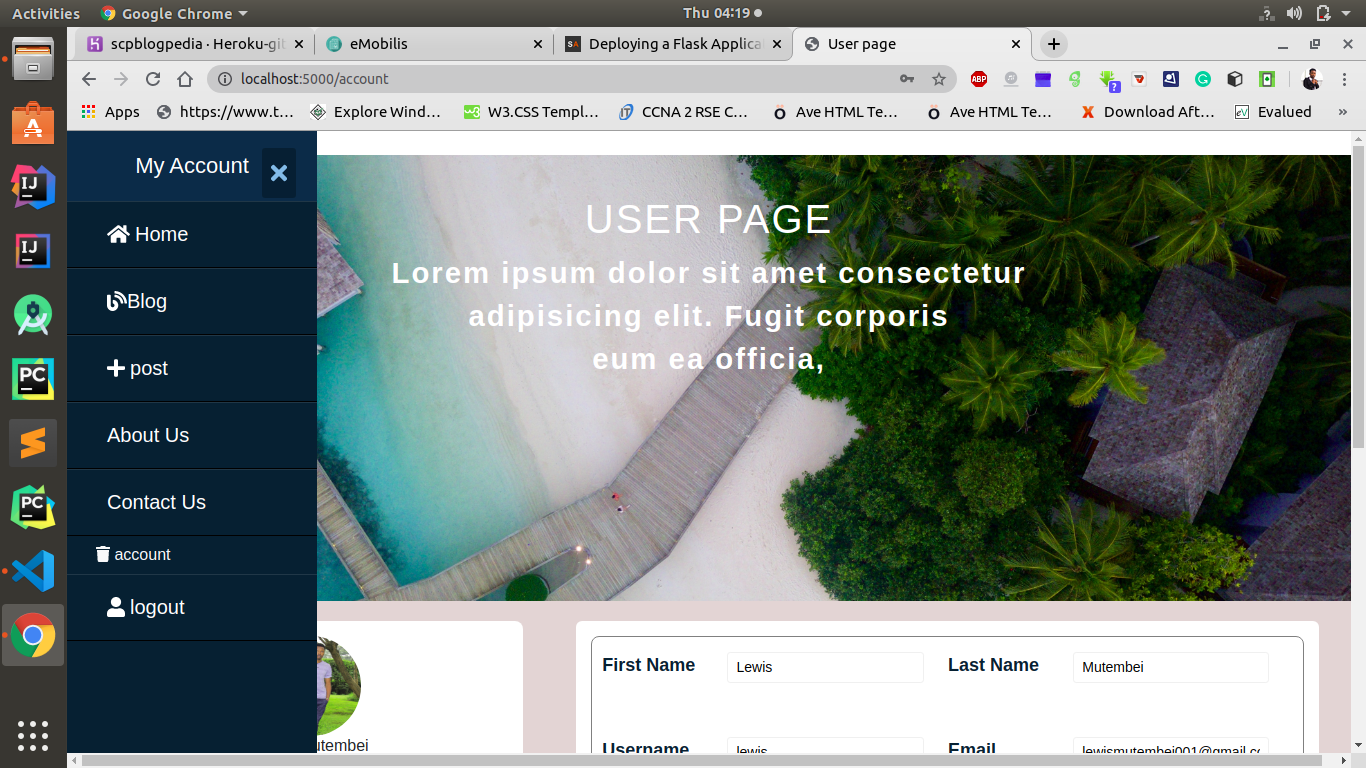 Activities Google Chrome Thu 04:19
scpblogpedia · Heroku-git eMobilis Deploying a Flask Applica User page
localhost:5000/account
Apps https://www.t… Explore Wind… W3.CSS Templ… CCNA 2 RSE C… Ave HTML Te… Ave HTML Te… Download Aft… Evalued »
My Account
Home
Blog
post
About Us
Contact Us
account
logout
USER PAGE
Lorem ipsum dolor sit amet consectetur
adipisicing elit. Fugit corporis
eum ea officia,
utembei
First Name Lewis Last Name Mutembei
Username lewis Email lewismutembei001@gmail.co